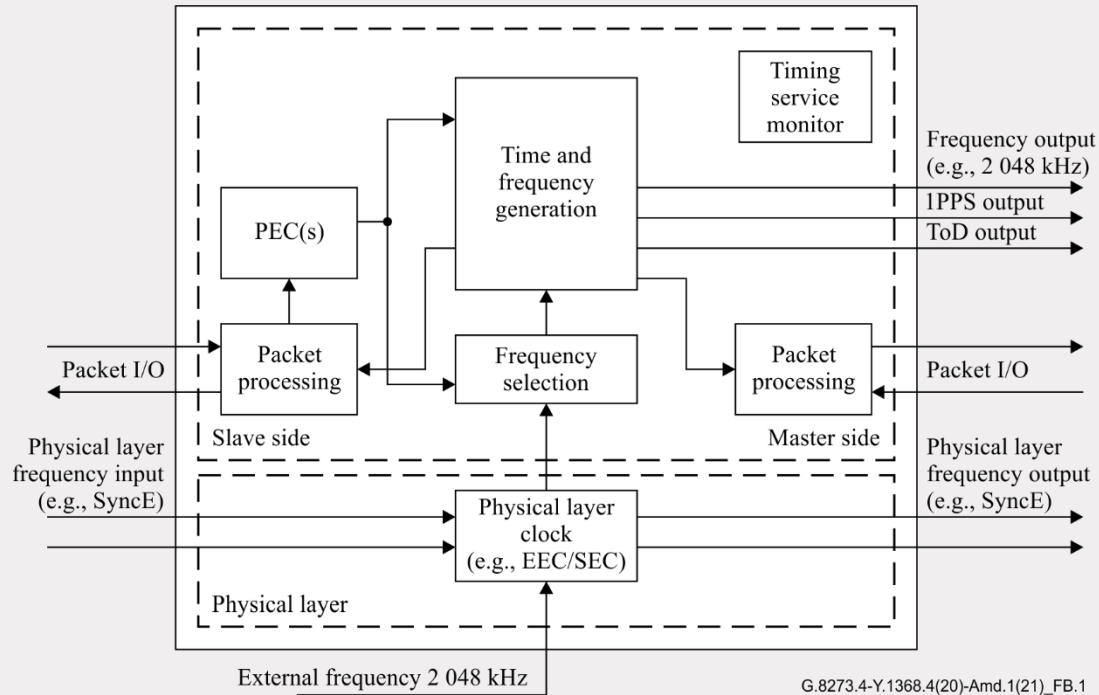 Timing
service
monitor
Time and
frequency
generation
Frequency output
(e.g., 2 048 kHz)
1PPS output
ToD output
PEC(s)
Packet I/O
Packet
processing
Frequency
selection
Packet
processing
Packet I/O
Slave side
Master side
Physical layer
frequency input
(e.g., SyncE)
Physical layer
clock
(e.g., EEC/SEC)
Physical layer
frequency output
(e.g., SyncE)
Physical layer
External frequency 2 048 kHz
G.8273.4-Y.1368.4(20)-Amd.1(21)_FB.1